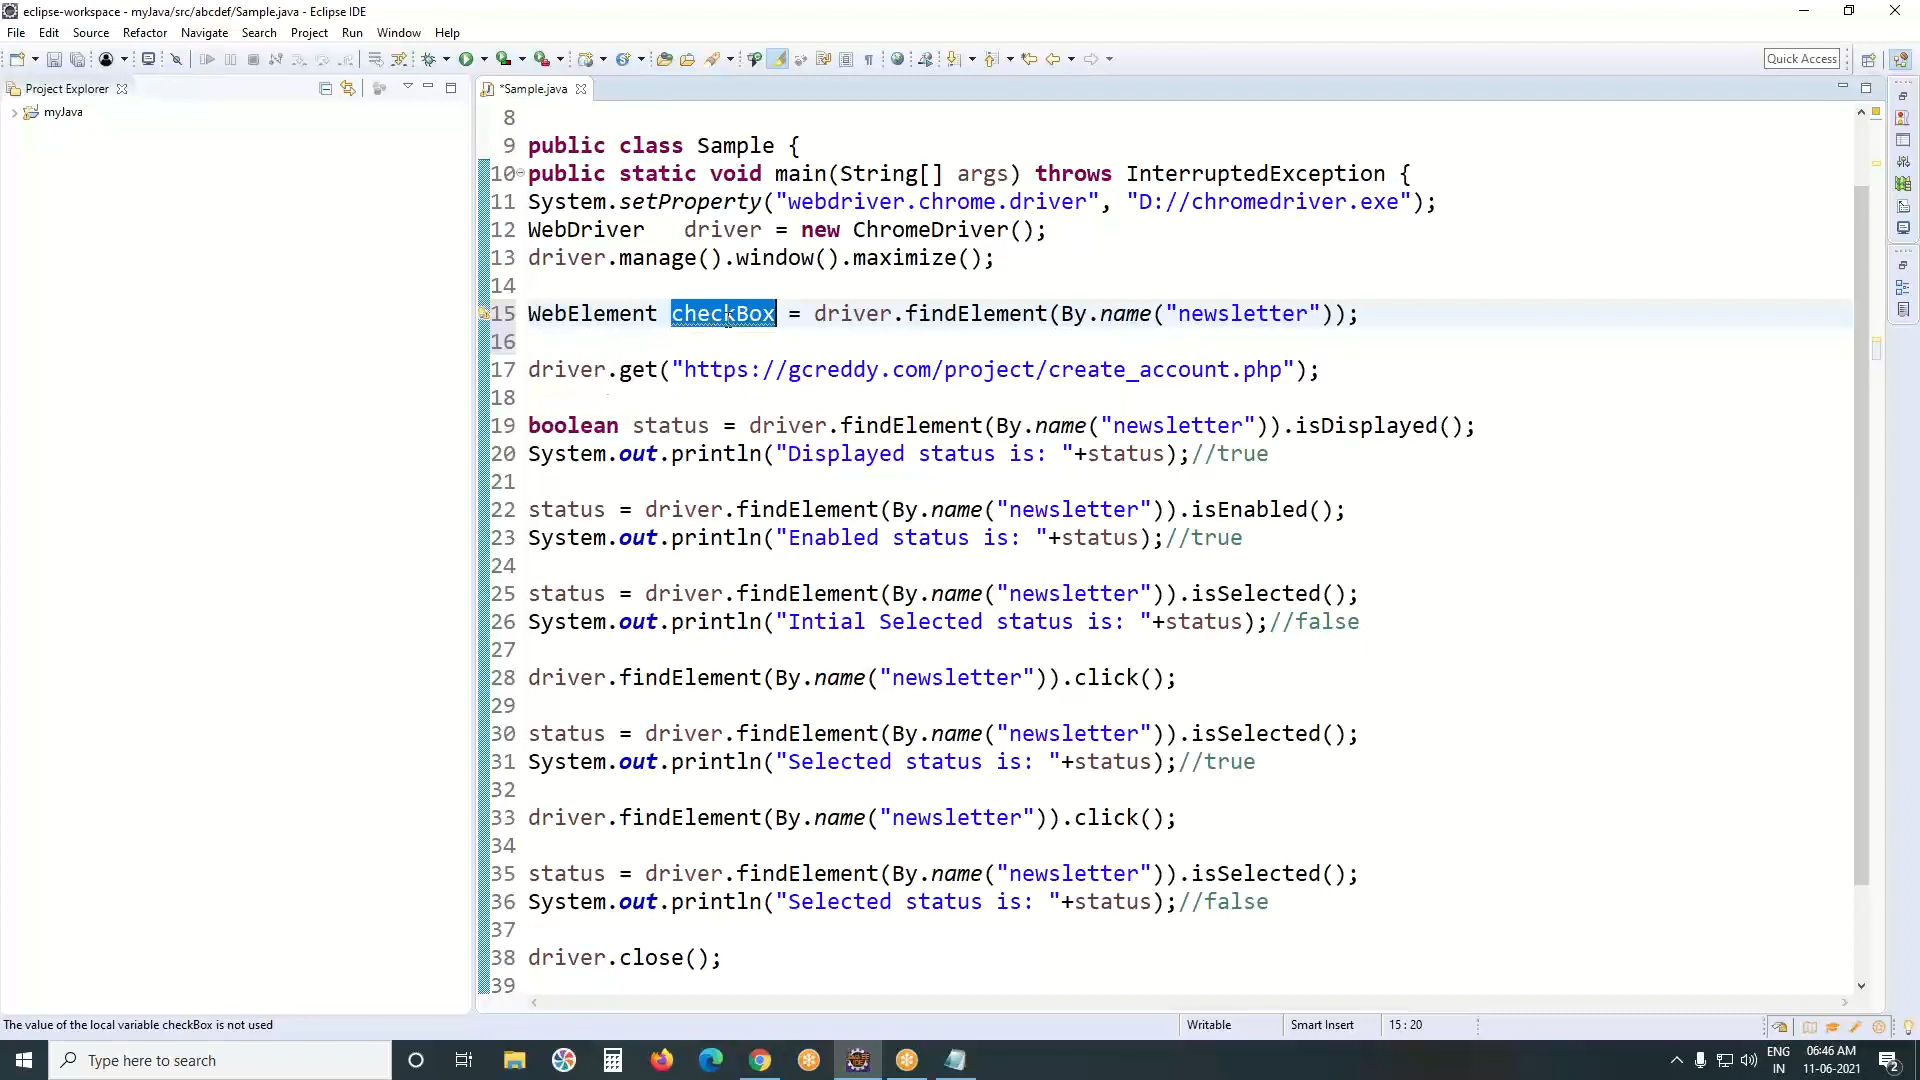 eclipse-workspace - myJava/src/abcdef/Sample.java - Eclipse IDE
File Edit Source Refactor Navigate Search Project Run Window Help
Quick Access
Project Explorer
*Sample.java
myJava
8
9 public class Sample {
10 public static void main(String[] args) throws InterruptedException {
11 System.setProperty("webdriver.chrome.driver", "D://chromedriver.exe");
12 WebDriver driver = new ChromeDriver();
13 driver.manage().window().maximize();
14
15 WebElement checkBox = driver.findElement(By.name("newsletter"));
16
17 driver.get("https://gcreddy.com/project/create_account.php");
18
19 boolean status = driver.findElement(By.name("newsletter")).isDisplayed();
20 System.out.println("Displayed status is: "+status);//true
21
22 status = driver.findElement(By.name("newsletter")).isEnabled();
23 System.out.println("Enabled status is: "+status);//true
24
25 status = driver.findElement(By.name("newsletter")).isSelected();
26 System.out.println("Intial Selected status is: "+status);//false
27
28 driver.findElement(By.name("newsletter")).click();
29
30 status = driver.findElement(By.name("newsletter")).isSelected();
31 System.out.println("Selected status is: "+status);//true
32
33 driver.findElement(By.name("newsletter")).click();
34
35 status = driver.findElement(By.name("newsletter")).isSelected();
36 System.out.println("Selected status is: "+status);//false
37
38 driver.close();
39
The value of the local variable checkBox is not used
Writable
Smart Insert
15 : 20
Type here to search
ENG
IN
06:46 AM
11-06-2021
2